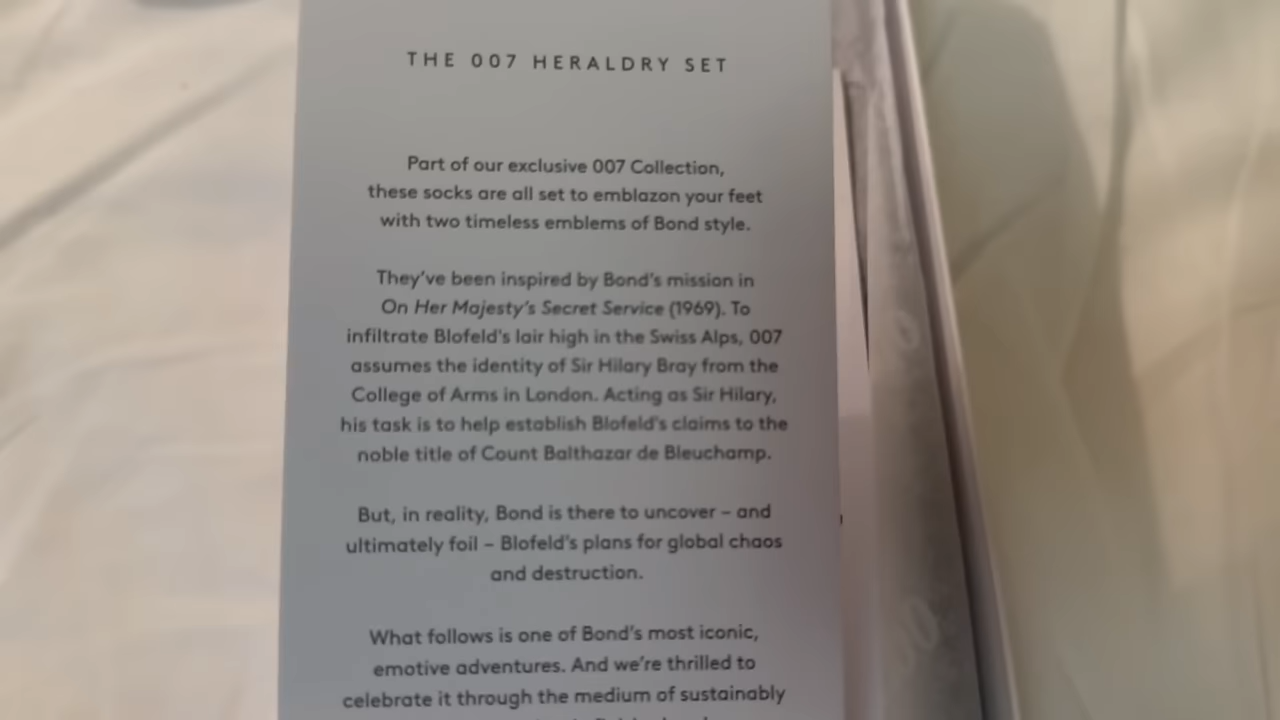 THE 007 HERALDRY SET
Part of our exclusive 007 Collection,
these socks are all set to emblazon your feet
with two timeless emblems of Bond style.
They've been inspired by Bond's mission in
On Her Majesty's Secret Service (1969). To
infiltrate Blofeld's lair high in the Swiss Alps, 007
assumes the identity of Sir Hilary Bray from the
College of Arms in London. Acting as Sir Hilary,
his task is to help establish Blofeld's claims to the
noble title of Count Balthazar de Bleuchamp.
But, in reality, Bond is there to uncover – and
ultimately foil – Blofeld's plans for global chaos
and destruction.
What follows is one of Bond's most iconic,
emotive adventures. And we're thrilled to
celebrate it through the medium of sustainably